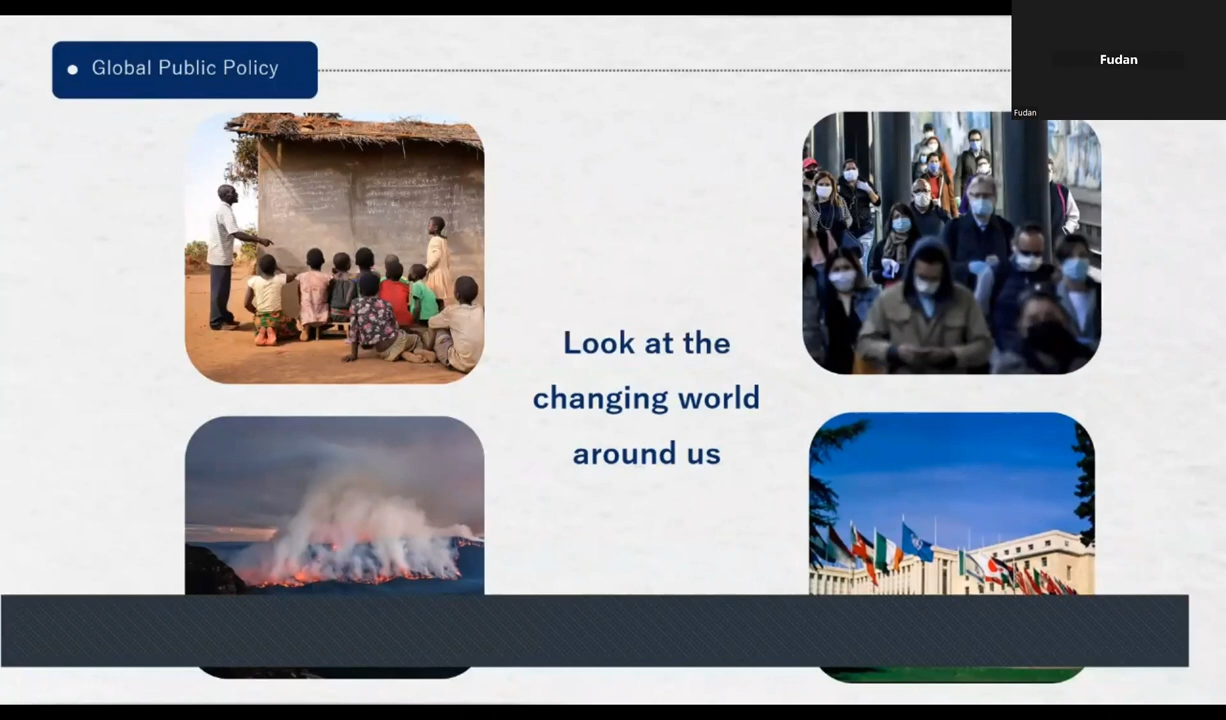 Global Public Policy
Fudan
Fudan
Look at the
changing world
around us